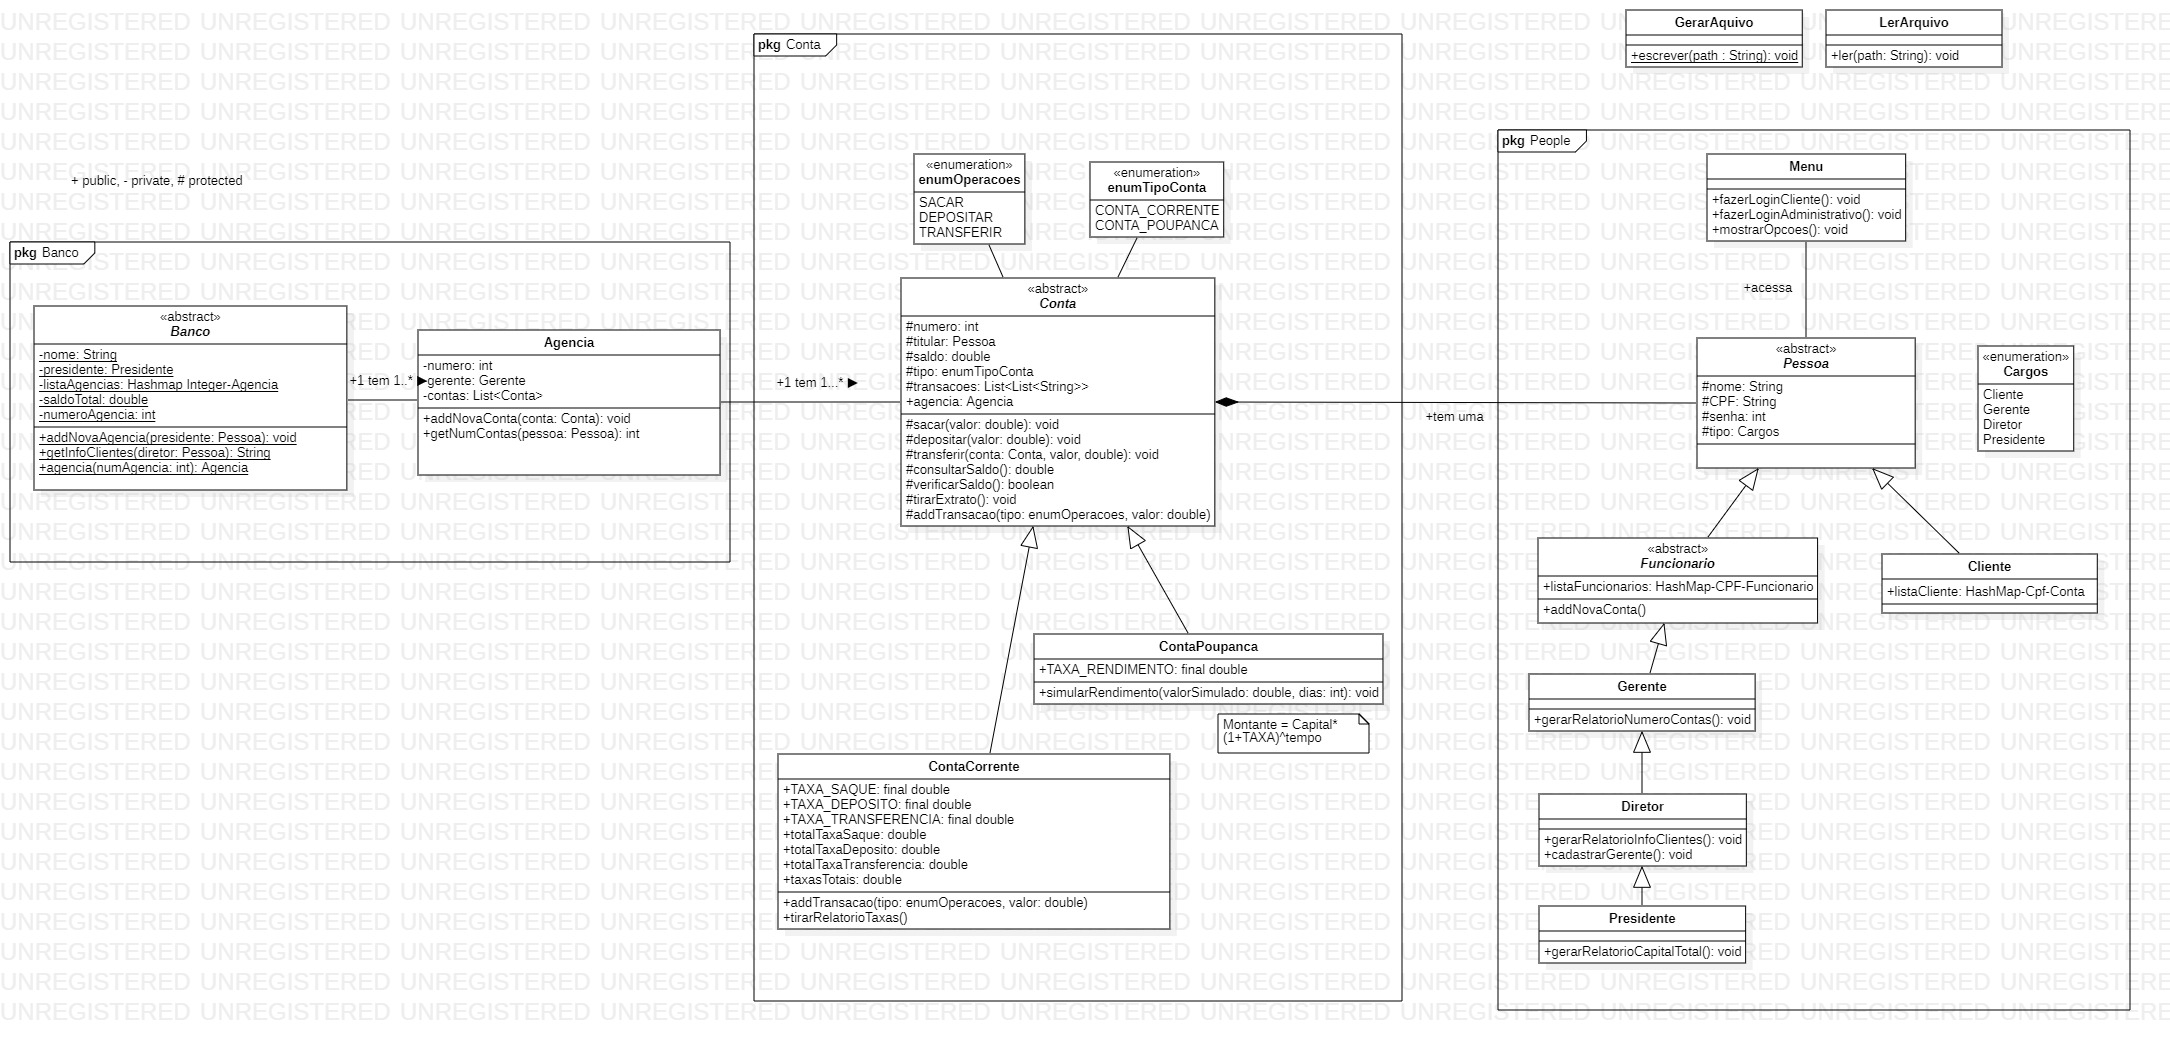 GerarAquivo
+escrever(path : String): void
LerArquivo
+ler(path: String): void
+ public, - private, # protected
pkg Banco
«abstract»
Banco
-nome: String
-presidente: Presidente
-listaAgencias: Hashmap Integer-Agencia
-saldoTotal: double
-numeroAgencia: int
+addNovaAgencia(presidente: Pessoa): void
+getInfoClientes(diretor: Pessoa): String
+agencia(numAgencia: int): Agencia
+1 tem 1..* ▶
Agencia
-numero: int
-gerente: Gerente
-contas: List<Conta>
+addNovaConta(conta: Conta): void
+getNumContas(pessoa: Pessoa): int
+1 tem 1...* ▶
pkg Conta
«enumeration»
enumOperacoes
SACAR
DEPOSITAR
TRANSFERIR
«enumeration»
enumTipoConta
CONTA_CORRENTE
CONTA_POUPANCA
«abstract»
Conta
#numero: int
#titular: Pessoa
#saldo: double
#tipo: enumTipoConta
#transacoes: List<List<String>>
+agencia: Agencia
#sacar(valor: double): void
#depositar(valor: double): void
#transferir(conta: Conta, valor, double): void
#consultarSaldo(): double
#verificarSaldo(): boolean
#tirarExtrato(): void
#addTransacao(tipo: enumOperacoes, valor: double)
ContaPoupanca
+TAXA_RENDIMENTO: final double
+simularRendimento(valorSimulado: double, dias: int): void
Montante = Capital*
(1+TAXA)^tempo
ContaCorrente
+TAXA_SAQUE: final double
+TAXA_DEPOSITO: final double
+TAXA_TRANSFERENCIA: final double
+totalTaxaSaque: double
+totalTaxaDeposito: double
+totalTaxaTransferencia: double
+taxasTotais: double
+addTransacao(tipo: enumOperacoes, valor: double)
+tirarRelatorioTaxas()
+tem uma
pkg People
Menu
+fazerLoginCliente(): void
+fazerLoginAdministrativo(): void
+mostrarOpcoes(): void
+acessa
«abstract»
Pessoa
#nome: String
#CPF: String
#senha: int
#tipo: Cargos
«enumeration»
Cargos
Cliente
Gerente
Diretor
Presidente
«abstract»
Funcionario
+listaFuncionarios: HashMap-CPF-Funcionario
+addNovaConta()
Cliente
+listaCliente: HashMap-Cpf-Conta
Gerente
+gerarRelatorioNumeroContas(): void
Diretor
+gerarRelatorioInfoClientes(): void
+cadastrarGerente(): void
Presidente
+gerarRelatorioCapitalTotal(): void
UNREGISTERED